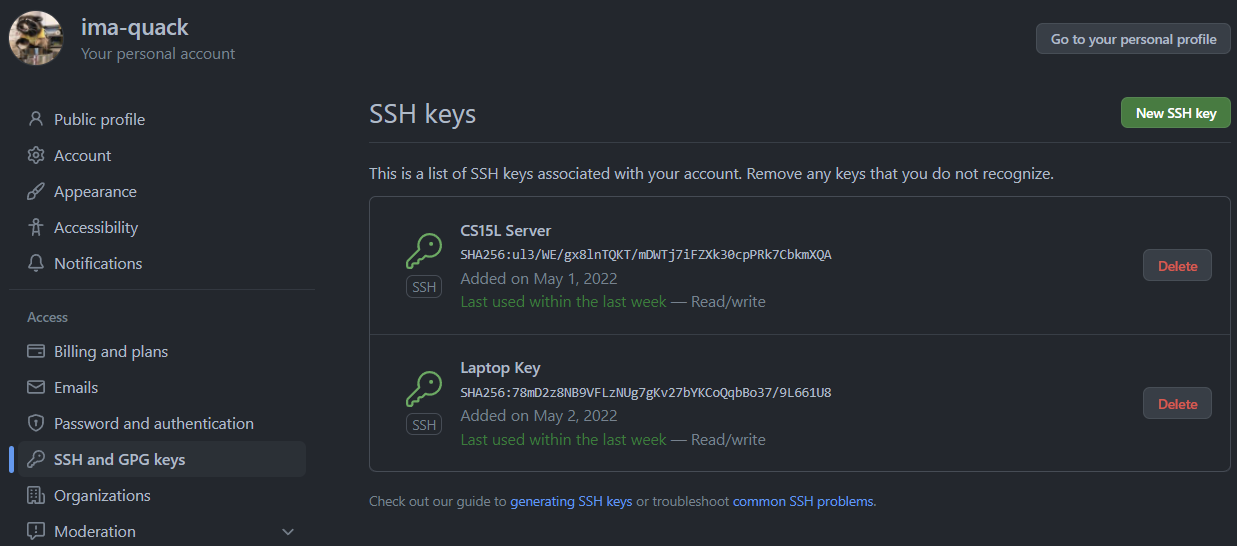 ima-quack
Your personal account
Go to your personal profile
Public profile
Account
Appearance
Accessibility
Notifications
Access
Billing and plans
Emails
Password and authentication
SSH and GPG keys
Organizations
Moderation
SSH keys
New SSH key
This is a list of SSH keys associated with your account. Remove any keys that you do not recognize.
CS15L Server
SHA256:ul3/WE/gx8lnTQKT/mDWTj7iFZXk30cpPRk7CbkmXQA
Added on May 1, 2022
Last used within the last week — Read/write
SSH
Delete
Laptop Key
SHA256:78mD2z8NB9VFLzNUg7gKv27bYKCoQqbBo37/9L661U8
Added on May 2, 2022
Last used within the last week — Read/write
SSH
Delete
Check out our guide to generating SSH keys or troubleshoot common SSH problems.